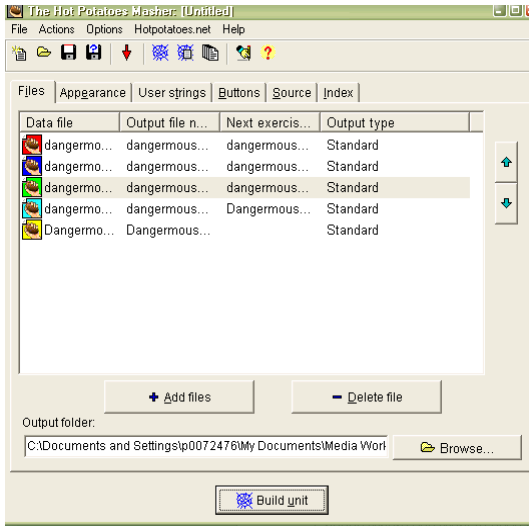 The Hot Potatoes Masher: [Untitled]
File Actions Options Hotpotatoes.net Help
Files Appearance User strings Buttons Source Index
Data file Output file n... Next exercis... Output type
dangermo... dangermous... dangermous... Standard
dangermo... dangermous... dangermous... Standard
dangermo... dangermous... dangermous... Standard
dangermo... dangermous... Dangermous... Standard
Dangermo... Dangermous... Standard
+ Add files - Delete file
Output folder:
C:\Documents and Settings\p0072476\My Documents\Media Worl Browse...
Build unit